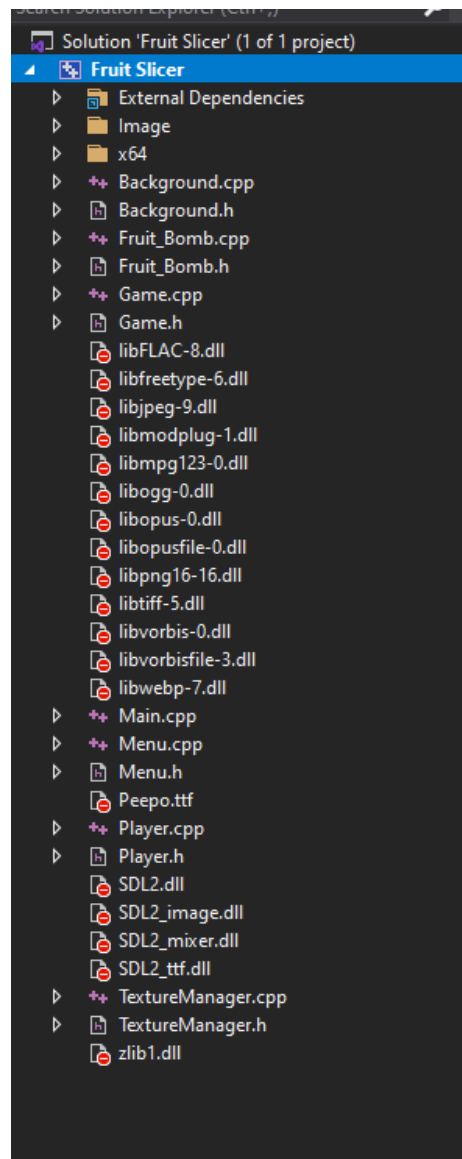 Search Solution Explorer (Ctrl+;)
Solution 'Fruit Slicer' (1 of 1 project)
Fruit Slicer
External Dependencies
Image
x64
Background.cpp
Background.h
Fruit_Bomb.cpp
Fruit_Bomb.h
Game.cpp
Game.h
libFLAC-8.dll
libfreetype-6.dll
libjpeg-9.dll
libmodplug-1.dll
libmpg123-0.dll
libogg-0.dll
libopus-0.dll
libopusfile-0.dll
libpng16-16.dll
libtiff-5.dll
libvorbis-0.dll
libvorbisfile-3.dll
libwebp-7.dll
Main.cpp
Menu.cpp
Menu.h
Peepo.ttf
Player.cpp
Player.h
SDL2.dll
SDL2_image.dll
SDL2_mixer.dll
SDL2_ttf.dll
TextureManager.cpp
TextureManager.h
zlib1.dll